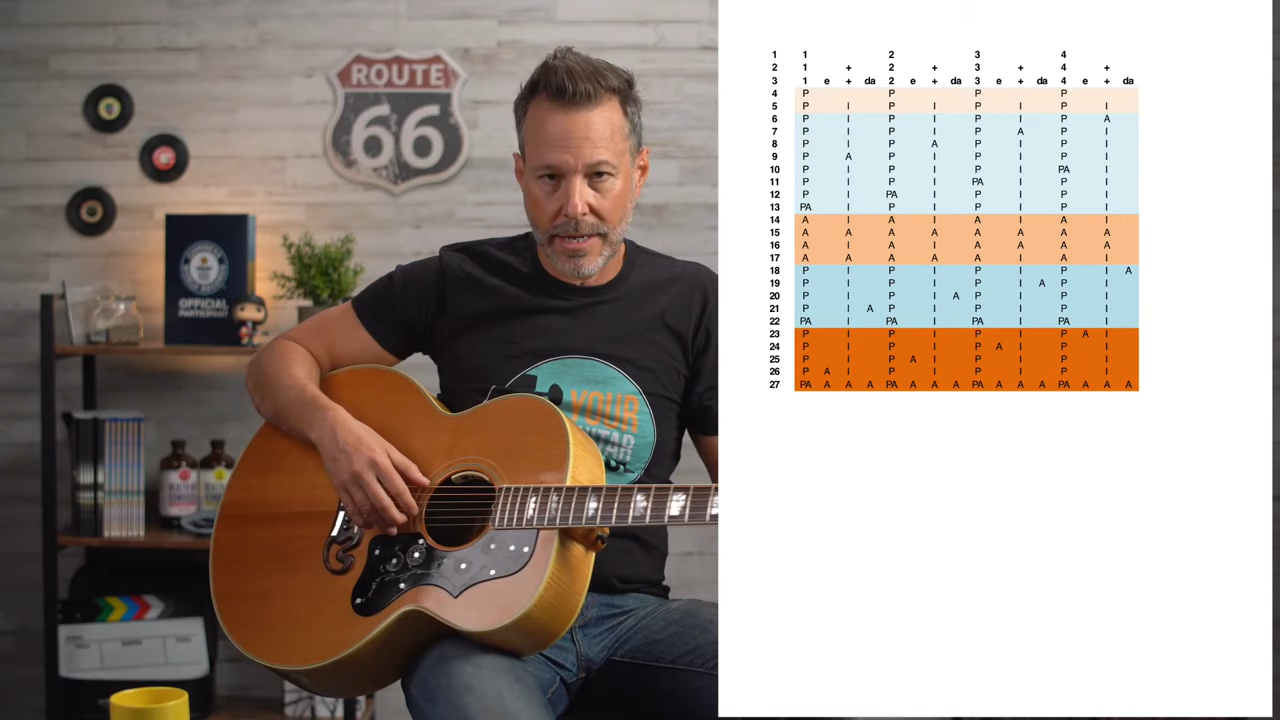 ROUTE
66
OFFICIAL
PARTICIPANT
YOUR
1 1 2 3 4
2 1 + 2 + 3 + 4 +
3 1 e + da 2 e + da 3 e + da 4 e + da
4 P P P P
5 P I P I P I P I
6 P I P I P I P A
7 P I P I P A P I
8 P I P A P I P I
9 P A P I P I P I
10 P I P I P I PA I
11 P I P I PA I P I
12 P I PA I P I P I
13 PA I P I P I P I
14 A I A I A I A I
15 A A A A A A A A
16 A I A I A A A A
17 A A A A A I A I
18 P I P I P I P I A
19 P I P I P I A P I
20 P I P I A P I P I
21 P I A P I P I P I
22 PA I PA I PA I PA I
23 P I P I P I P A I
24 P I P I P A I P I
25 P I P A I P I P I
26 P A I P I P I P I
27 PA A A A PA A A A PA A A A PA A A A